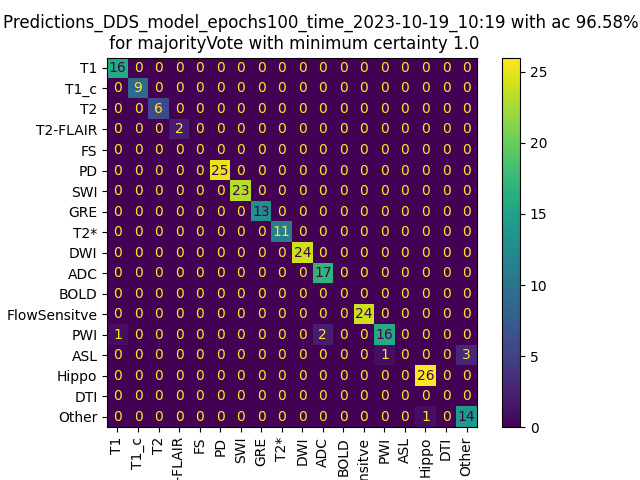 Predictions_DDS_model_epochs100_time_2023-10-19_10:19 with ac 96.58%
for majorityVote with minimum certainty 1.0
T1 16 0 0 0 0 0 0 0 0 0 0 0 0 0 0 0 0 0
T1_c 0 9 0 0 0 0 0 0 0 0 0 0 0 0 0 0 0 0
T2 0 0 6 0 0 0 0 0 0 0 0 0 0 0 0 0 0 0
T2-FLAIR 0 0 0 2 0 0 0 0 0 0 0 0 0 0 0 0 0 0
FS 0 0 0 0 0 0 0 0 0 0 0 0 0 0 0 0 0 0
PD 0 0 0 0 0 25 0 0 0 0 0 0 0 0 0 0 0 0
SWI 0 0 0 0 0 0 23 0 0 0 0 0 0 0 0 0 0 0
GRE 0 0 0 0 0 0 0 13 0 0 0 0 0 0 0 0 0 0
T2* 0 0 0 0 0 0 0 0 11 0 0 0 0 0 0 0 0 0
DWI 0 0 0 0 0 0 0 0 0 24 0 0 0 0 0 0 0 0
ADC 0 0 0 0 0 0 0 0 0 0 17 0 0 0 0 0 0 0
BOLD 0 0 0 0 0 0 0 0 0 0 0 0 0 0 0 0 0 0
FlowSensitve 0 0 0 0 0 0 0 0 0 0 0 0 24 0 0 0 0 0
PWI 1 0 0 0 0 0 0 0 0 0 2 0 0 16 0 0 0 0
ASL 0 0 0 0 0 0 0 0 0 0 0 0 0 1 0 0 0 3
Hippo 0 0 0 0 0 0 0 0 0 0 0 0 0 0 0 26 0 0
DTI 0 0 0 0 0 0 0 0 0 0 0 0 0 0 0 0 0 0
Other 0 0 0 0 0 0 0 0 0 0 0 0 0 0 0 1 0 14
T1 T1_c T2 -FLAIR FS PD SWI GRE T2* DWI ADC BOLD nsitve PWI ASL Hippo DTI Other
25
20
15
10
5
0